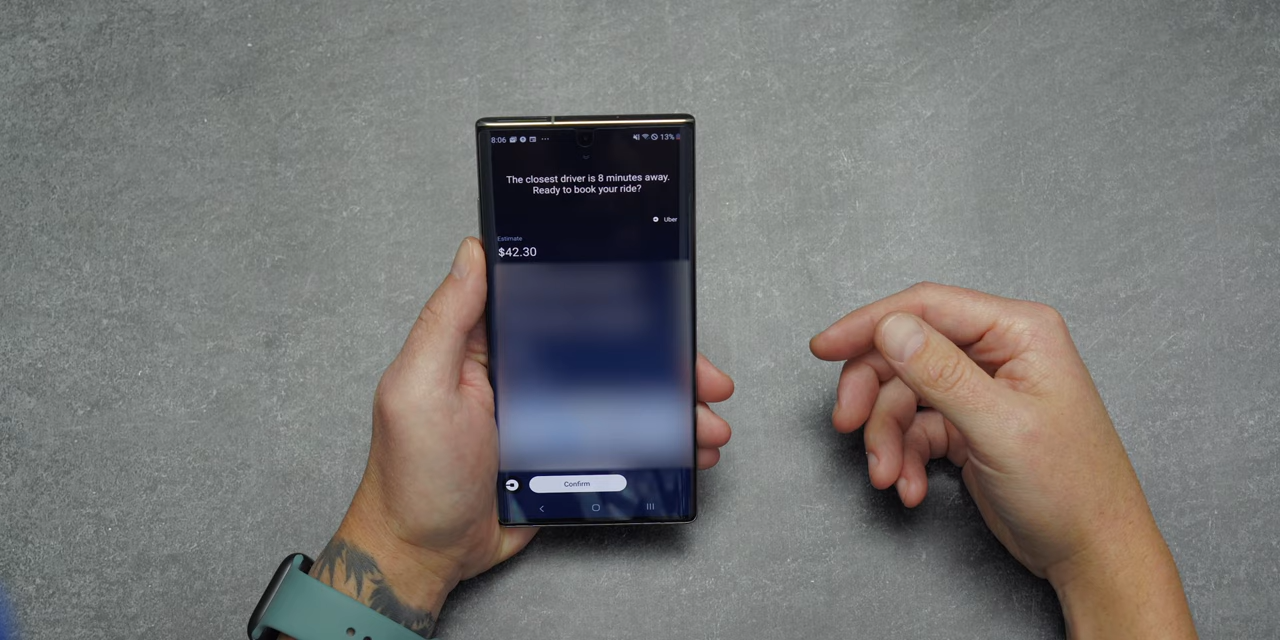 8:06
13%
The closest driver is 8 minutes away.
Ready to book your ride?
Uber
Estimate
$42.30
Confirm